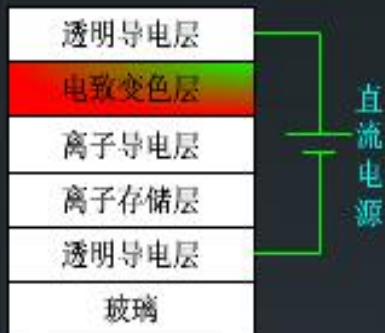 透明导电层
电致变色层
离子导电层
离子存储层
透明导电层
玻璃
直流电源